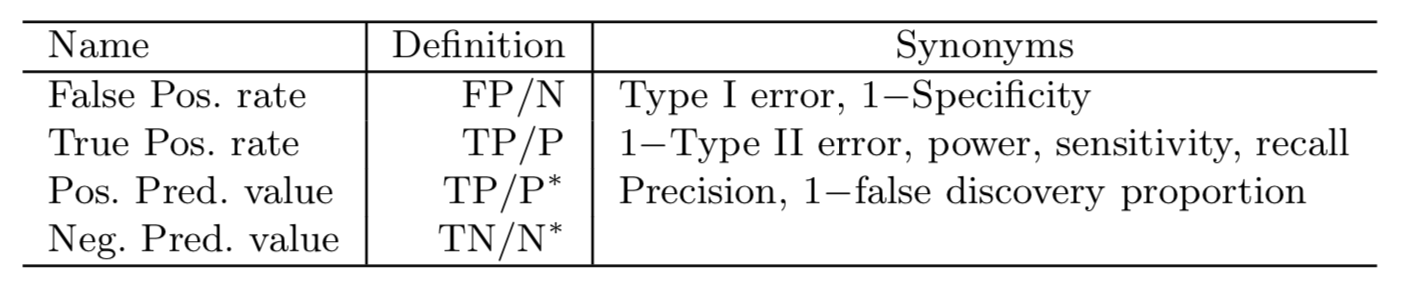 Name Definition Synonyms
False Pos. rate FP/N Type I error, 1−Specificity
True Pos. rate TP/P 1−Type II error, power, sensitivity, recall
Pos. Pred. value TP/P* Precision, 1−false discovery proportion
Neg. Pred. value TN/N*